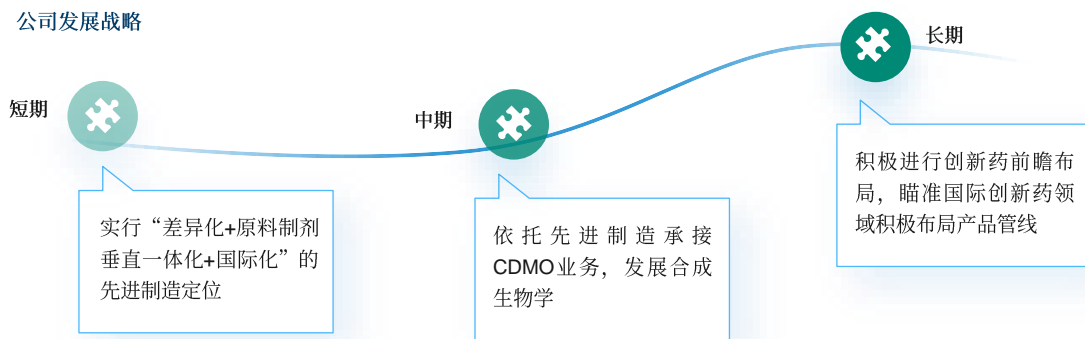 公司发展战略
短期
实行“差异化+原料制剂
垂直一体化+国际化”的
先进制造定位
中期
依托先进制造承接
CDMO业务，发展合成
生物学
长期
积极进行创新药前瞻布
局，瞄准国际创新药领
域积极布局产品管线